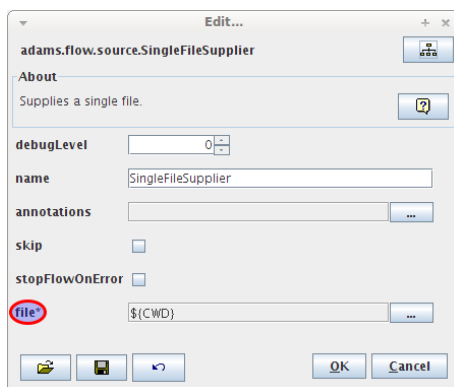 Edit...
adams.flow.source.SingleFileSupplier
About
Supplies a single file.
debugLevel 0
name SingleFileSupplier
annotations ...
skip
stopFlowOnError
file* ${CWD} ...
OK Cancel